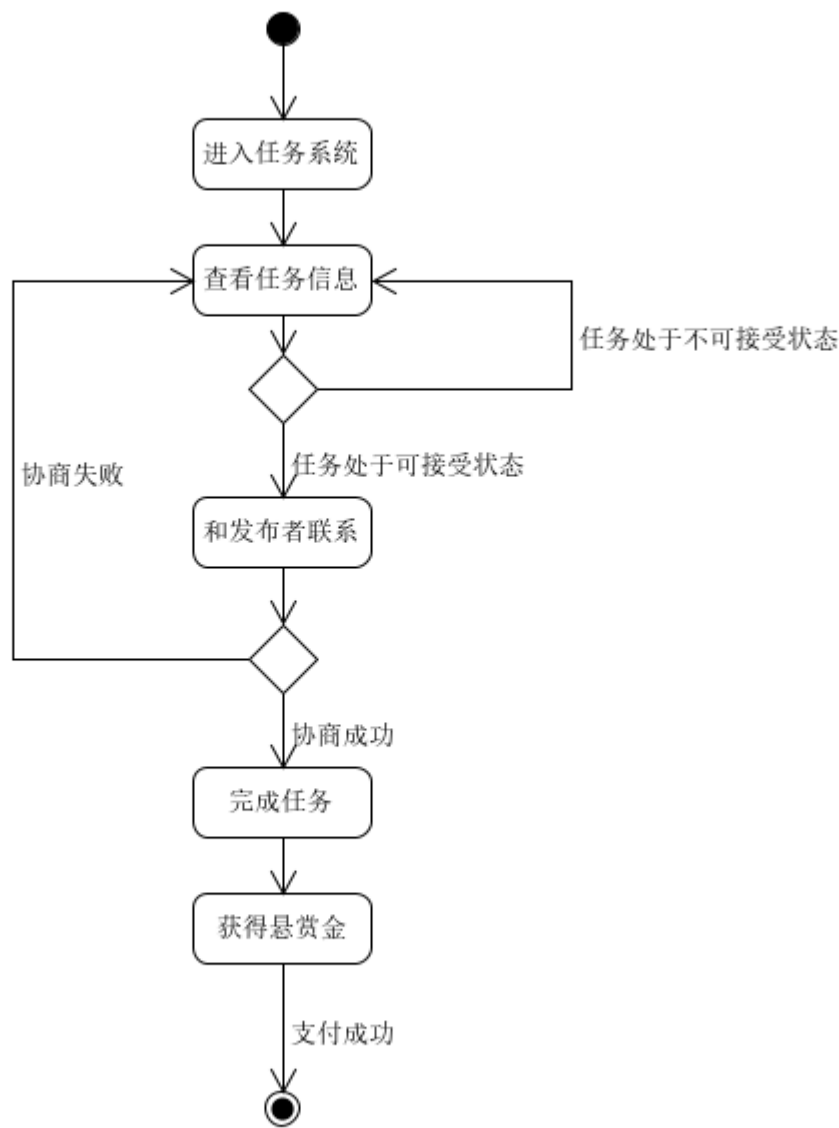 进入任务系统
查看任务信息
任务处于不可接受状态
任务处于可接受状态
协商失败
和发布者联系
协商成功
完成任务
获得悬赏金
支付成功